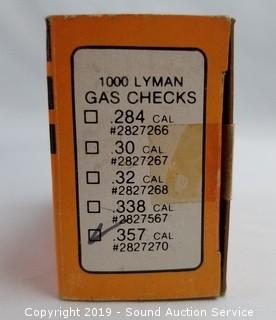 1000 LYMAN
GAS CHECKS
.284 CAL
#2827266
.30 CAL
#2827267
.32 CAL
#2827268
.338 CAL
#2827567
.357 CAL
#2827270
Copyright 2019 - Sound Auction Service